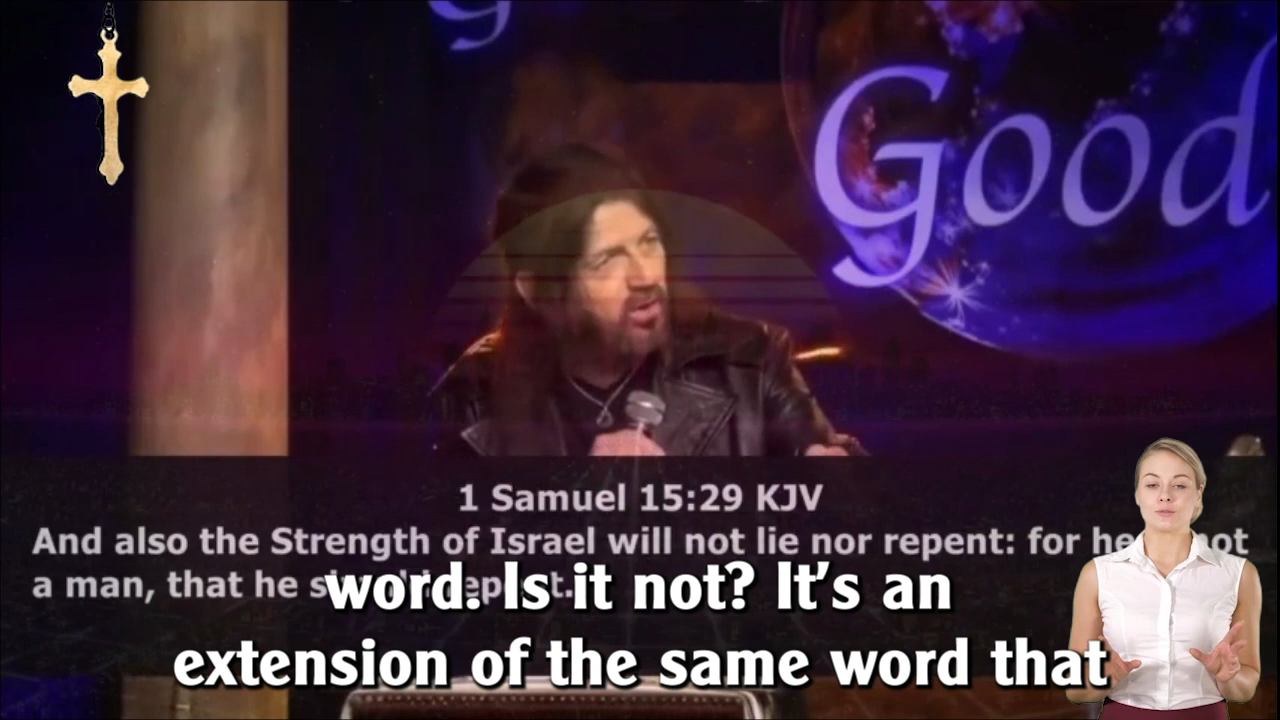 Good
1 Samuel 15:29 KJV
And also the Strength of Israel will not lie nor repent: for he not
a man, that he
word. Is it not? It's an
extension of the same word that